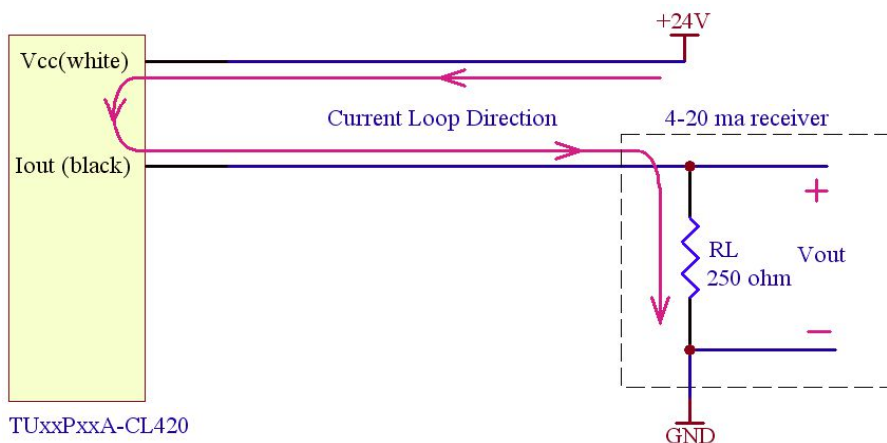 +24V
Vcc(white)
Current Loop Direction
4-20 ma receiver
Iout (black)
+
RL
250 ohm
Vout
−
TUxxPxxA-CL420
GND